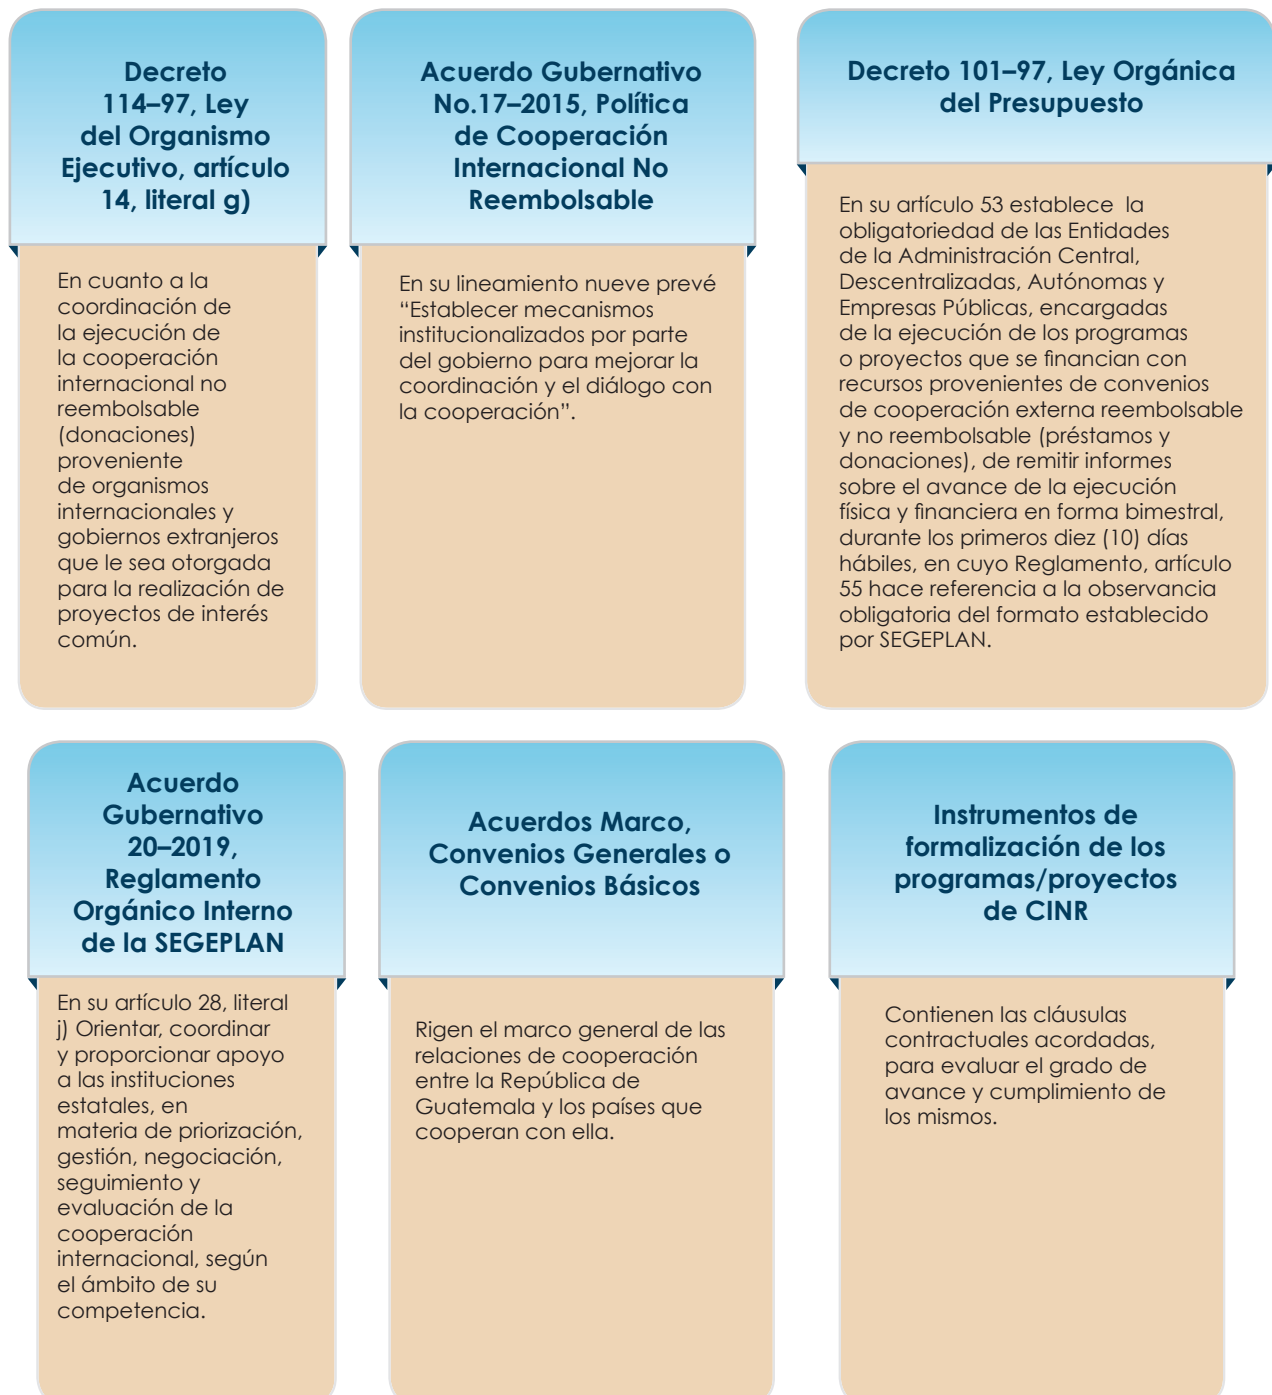 Decreto
114–97, Ley
del Organismo
Ejecutivo, artículo
14, literal g)
En cuanto a la
coordinación de
la ejecución de
la cooperación
internacional no
reembolsable
(donaciones)
proveniente
de organismos
internacionales y
gobiernos extranjeros
que le sea otorgada
para la realización de
proyectos de interés
común.
Acuerdo Gubernativo
No.17–2015, Política
de Cooperación
Internacional No
Reembolsable
En su lineamiento nueve prevé
“Establecer mecanismos
institucionalizados por parte
del gobierno para mejorar la
coordinación y el diálogo con
la cooperación”.
Decreto 101–97, Ley Orgánica
del Presupuesto
En su artículo 53 establece  la
obligatoriedad de las Entidades
de la Administración Central,
Descentralizadas, Autónomas y
Empresas Públicas, encargadas
de la ejecución de los programas
o proyectos que se financian con
recursos provenientes de convenios
de cooperación externa reembolsable
y no reembolsable (préstamos y
donaciones), de remitir informes
sobre el avance de la ejecución
física y financiera en forma bimestral,
durante los primeros diez (10) días
hábiles, en cuyo Reglamento, artículo
55 hace referencia a la observancia
obligatoria del formato establecido
por SEGEPLAN.
Acuerdo
Gubernativo
20–2019,
Reglamento
Orgánico Interno
de la SEGEPLAN
En su artículo 28, literal
j) Orientar, coordinar
y proporcionar apoyo
a las instituciones
estatales, en
materia de priorización,
gestión, negociación,
seguimiento y
evaluación de la
cooperación
internacional, según
el ámbito de su
competencia.
Acuerdos Marco,
Convenios Generales o
Convenios Básicos
Rigen el marco general de las
relaciones de cooperación
entre la República de
Guatemala y los países que
cooperan con ella.
Instrumentos de
formalización de los
programas/proyectos
de CINR
Contienen las cláusulas
contractuales acordadas,
para evaluar el grado de
avance y cumplimiento de
los mismos.